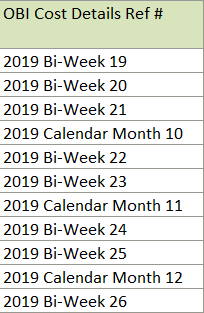 OBI Cost Details Ref #
2019 Bi-Week 19
2019 Bi-Week 20
2019 Bi-Week 21
2019 Calendar Month 10
2019 Bi-Week 22
2019 Bi-Week 23
2019 Calendar Month 11
2019 Bi-Week 24
2019 Bi-Week 25
2019 Calendar Month 12
2019 Bi-Week 26